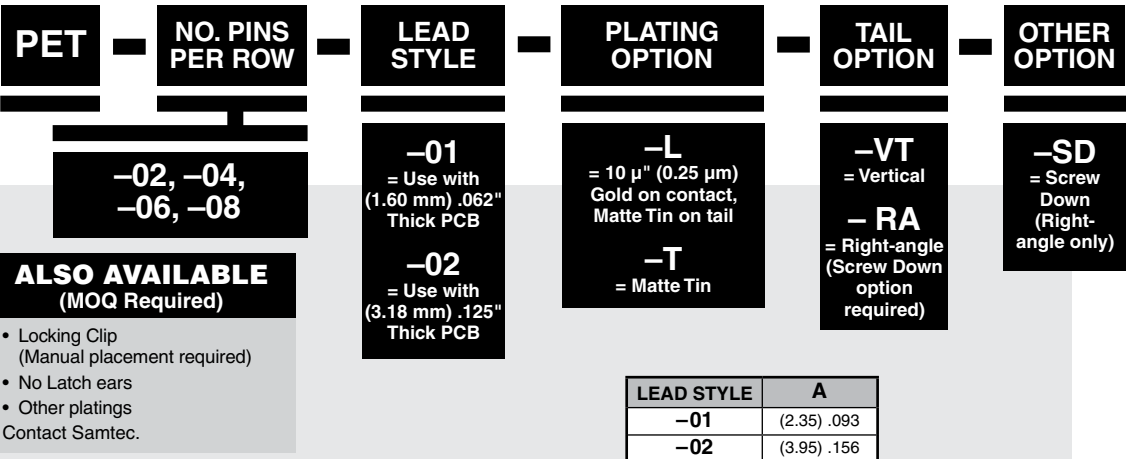 PET
NO. PINS
PER ROW
LEAD
STYLE
PLATING
OPTION
TAIL
OPTION
OTHER
OPTION
–02, –04,
–06, –08
–01
= Use with
(1.60 mm) .062"
Thick PCB
–02
= Use with
(3.18 mm) .125"
Thick PCB
–L
= 10 µ" (0.25 µm)
Gold on contact,
Matte Tin on tail
–T
= Matte Tin
–VT
= Vertical
– RA
= Right-angle
(Screw Down
option
required)
–SD
= Screw
Down
(Right-
angle only)
ALSO AVAILABLE
(MOQ Required)
• Locking Clip
(Manual placement required)
• No Latch ears
• Other platings
Contact Samtec.
LEAD STYLE A
–01 (2.35) .093
–02 (3.95) .156